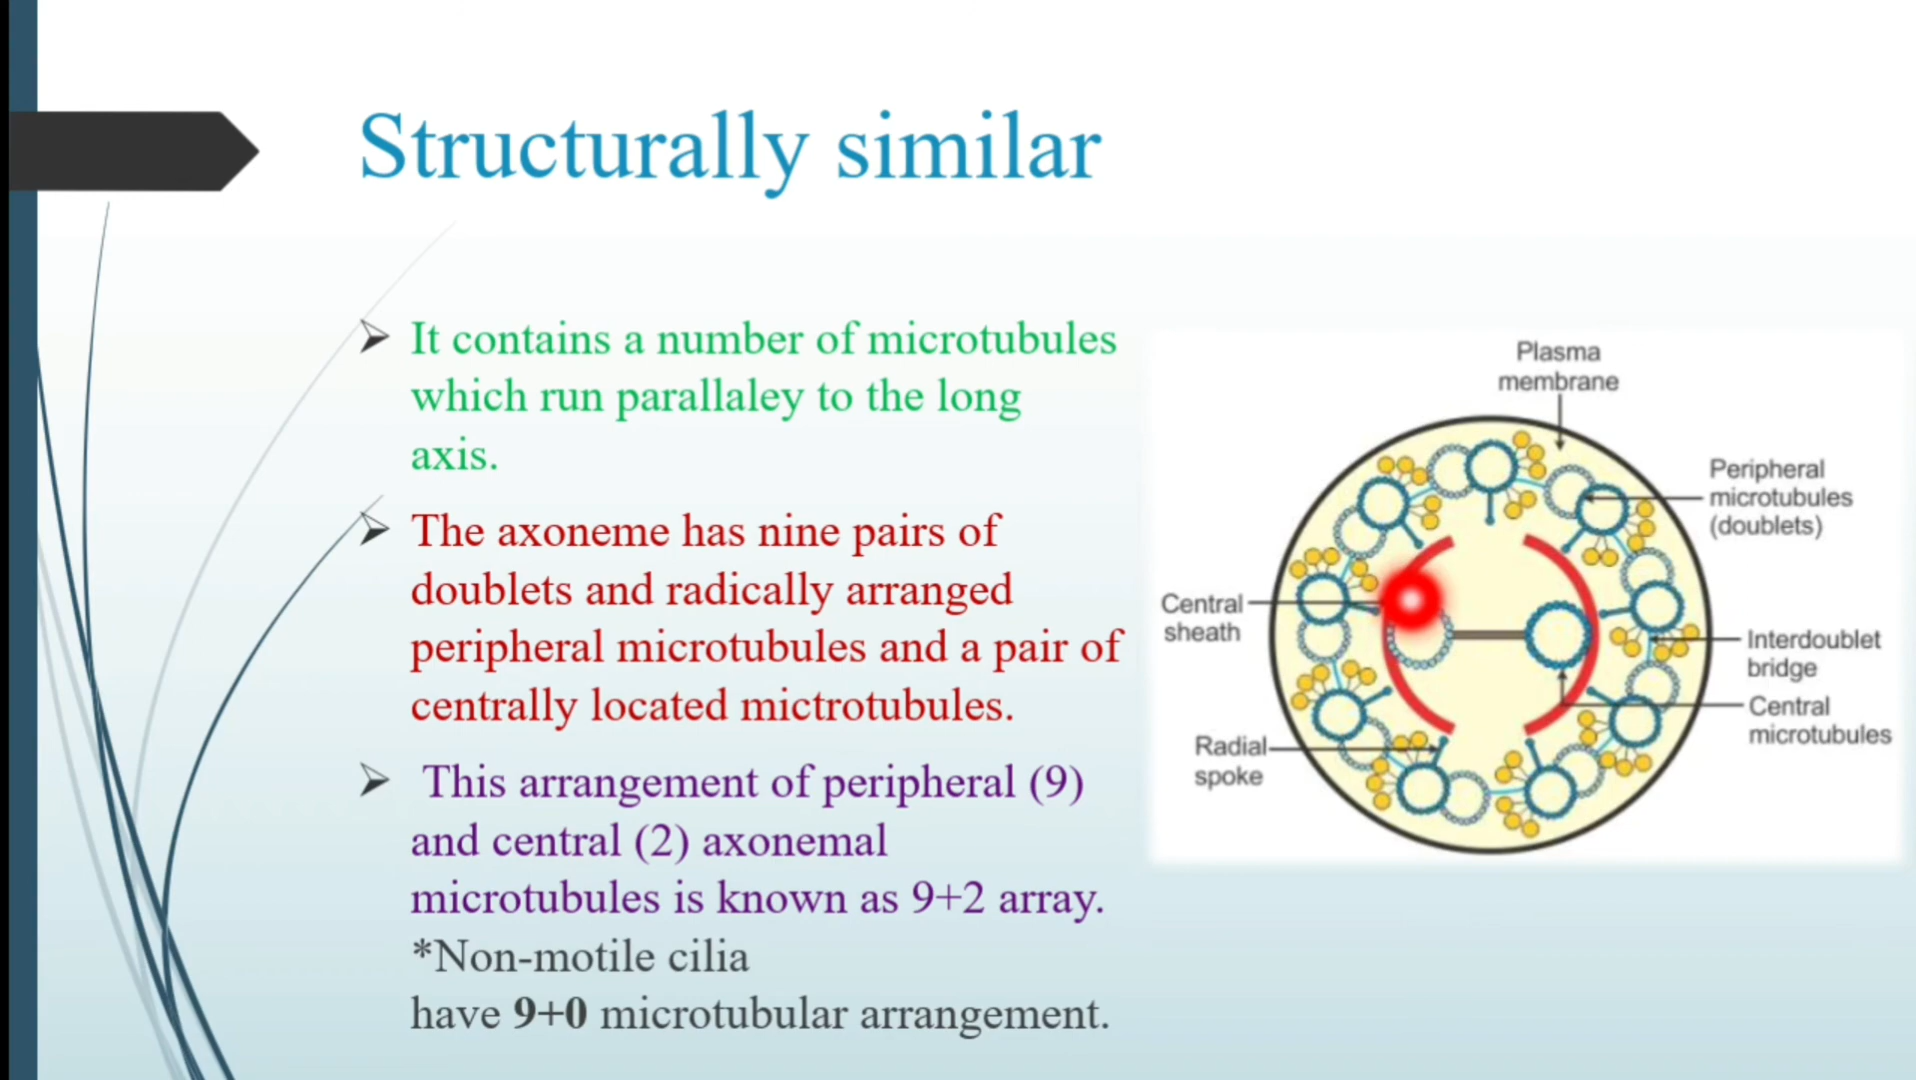 Structurally similar
It contains a number of microtubules
which run parallaley to the long
axis.
The axoneme has nine pairs of
doublets and radically arranged
peripheral microtubules and a pair of
centrally located mictrotubules.
This arrangement of peripheral (9)
and central (2) axonemal
microtubules is known as 9+2 array.
*Non-motile cilia
have 9+0 microtubular arrangement.
Plasma
membrane
Peripheral
microtubules
(doublets)
Central
sheath
Interdoublet
bridge
Central
microtubules
Radial
spoke